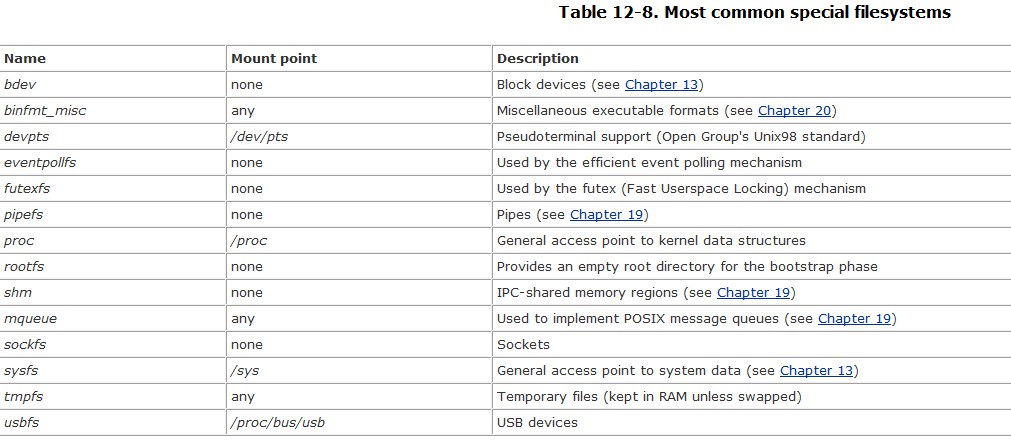 Table 12-8. Most common special filesystems
Name Mount point Description
bdev none Block devices (see Chapter 13)
binfmt_misc any Miscellaneous executable formats (see Chapter 20)
devpts /dev/pts Pseudoterminal support (Open Group's Unix98 standard)
eventpollfs none Used by the efficient event polling mechanism
futexfs none Used by the futex (Fast Userspace Locking) mechanism
pipefs none Pipes (see Chapter 19)
proc /proc General access point to kernel data structures
rootfs none Provides an empty root directory for the bootstrap phase
shm none IPC-shared memory regions (see Chapter 19)
mqueue any Used to implement POSIX message queues (see Chapter 19)
sockfs none Sockets
sysfs /sys General access point to system data (see Chapter 13)
tmpfs any Temporary files (kept in RAM unless swapped)
usbfs /proc/bus/usb USB devices